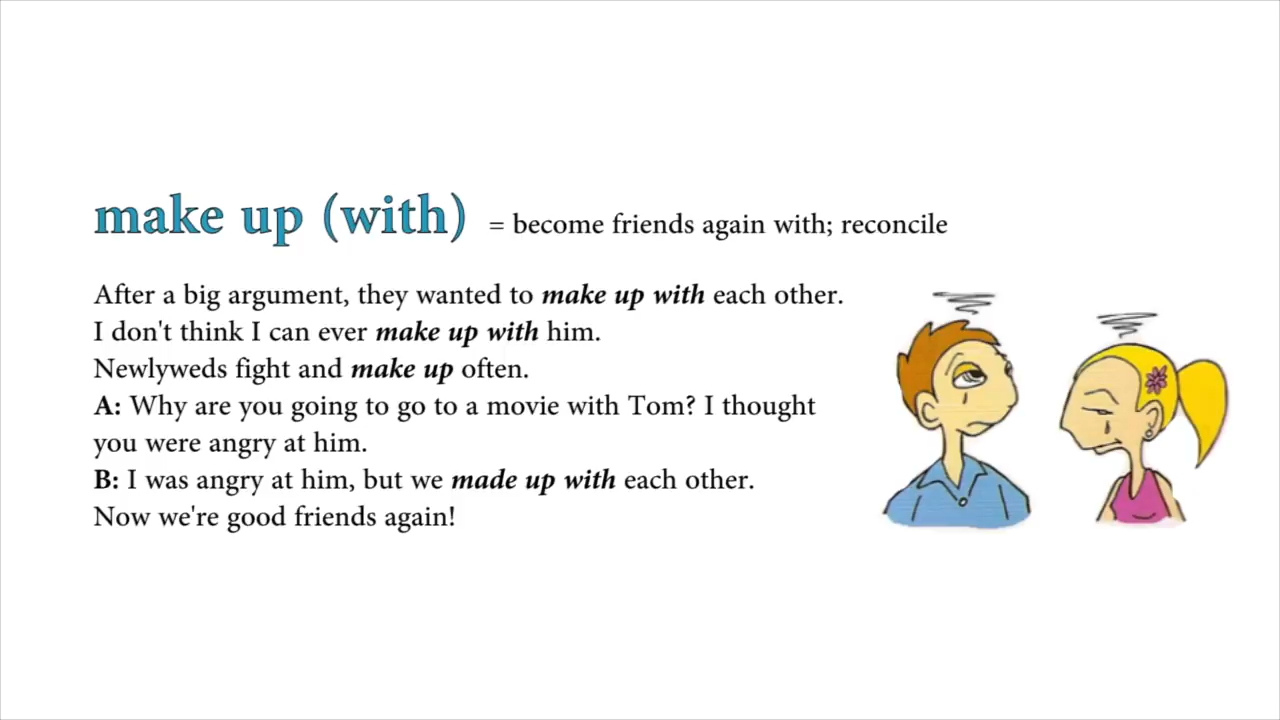 make up (with) = become friends again with; reconcile
After a big argument, they wanted to make up with each other.
I don't think I can ever make up with him.
Newlyweds fight and make up often.
A: Why are you going to go to a movie with Tom? I thought
you were angry at him.
B: I was angry at him, but we made up with each other.
Now we're good friends again!